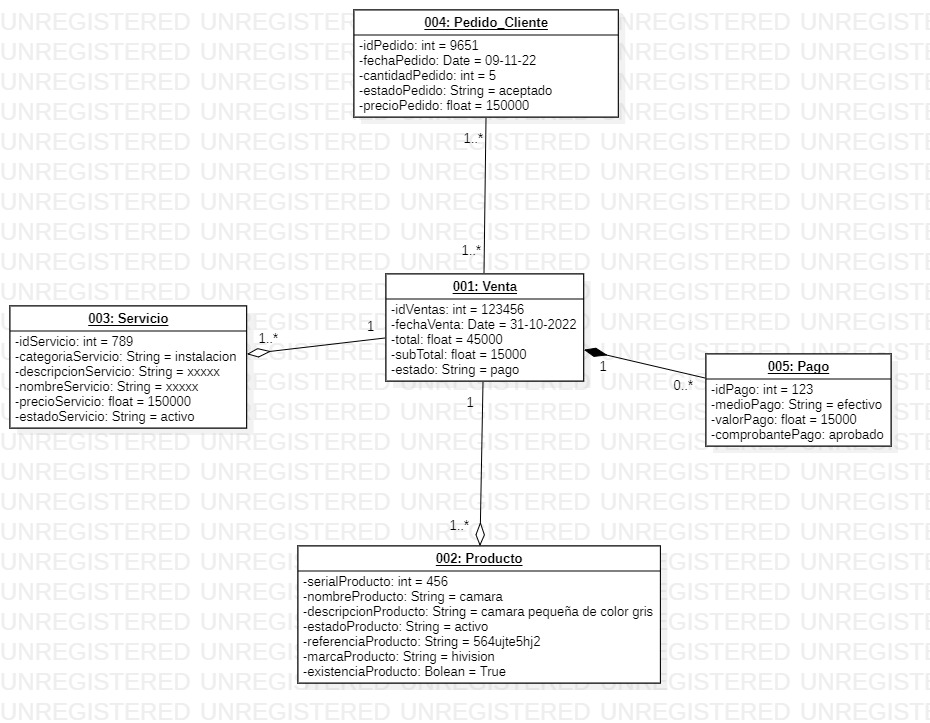 004: Pedido_Cliente
-idPedido: int = 9651
-fechaPedido: Date = 09-11-22
-cantidadPedido: int = 5
-estadoPedido: String = aceptado
-precioPedido: float = 150000
1..*
1..*
001: Venta
-idVentas: int = 123456
-fechaVenta: Date = 31-10-2022
-total: float = 45000
-subTotal: float = 15000
-estado: String = pago
003: Servicio
-idServicio: int = 789
-categoriaServicio: String = instalacion
-descripcionServicio: String = xxxxx
-nombreServicio: String = xxxxx
-precioServicio: float = 150000
-estadoServicio: String = activo
1..*
1
1
0..*
005: Pago
-idPago: int = 123
-medioPago: String = efectivo
-valorPago: float = 15000
-comprobantePago: aprobado
1
1..*
002: Producto
-serialProducto: int = 456
-nombreProducto: String = camara
-descripcionProducto: String = camara pequeña de color gris
-estadoProducto: String = activo
-referenciaProducto: String = 564ujte5hj2
-marcaProducto: String = hivision
-existenciaProducto: Bolean = True
UNREGISTERED